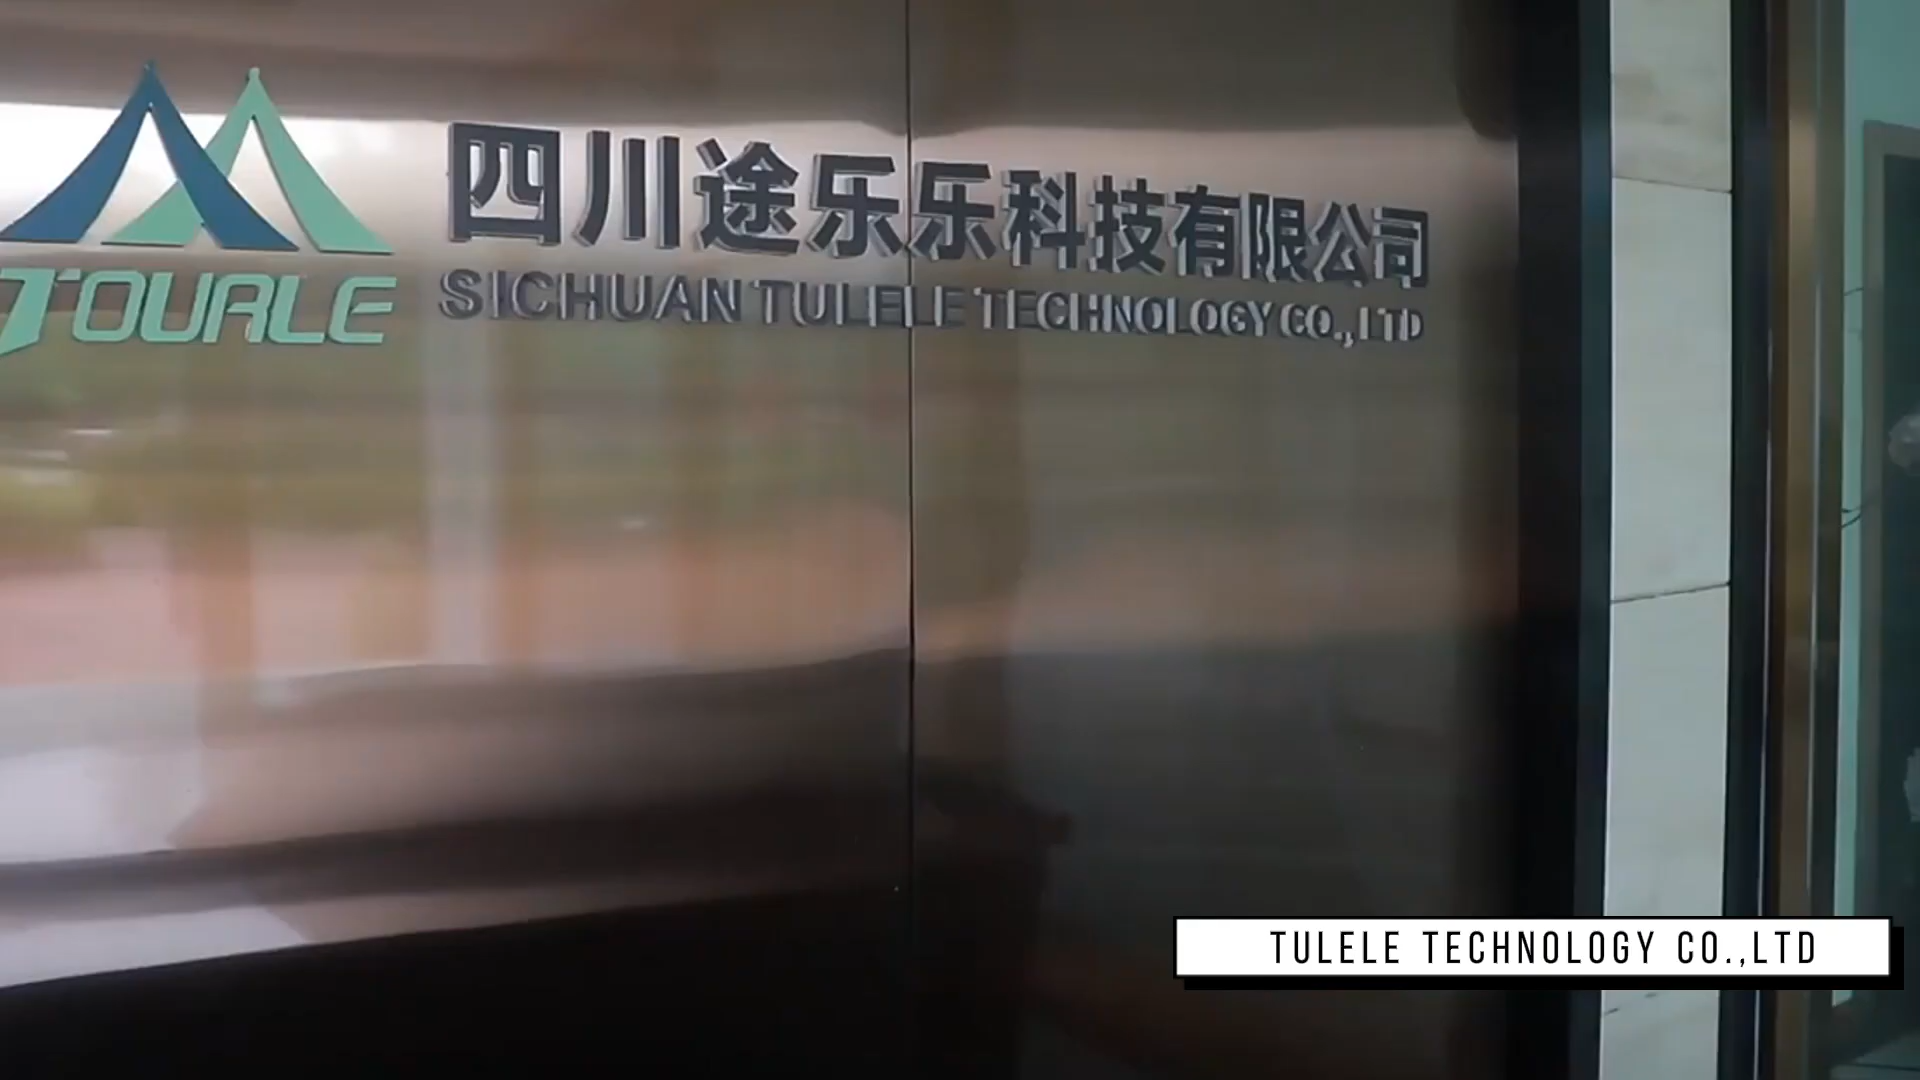 四川途乐乐科技有限公司
SICHUAN TULELE TECHNOLOGY CO.,LTD
TOURLE
TULELE TECHNOLOGY CO.,LTD